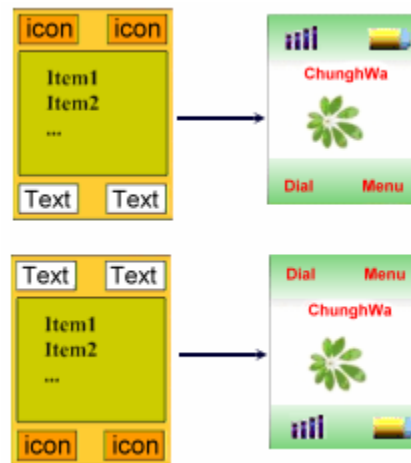 icon icon
Item1
Item2
...
Text Text
ChunghWa
Dial Menu
Text Text
Item1
Item2
...
icon icon
Dial Menu
ChunghWa